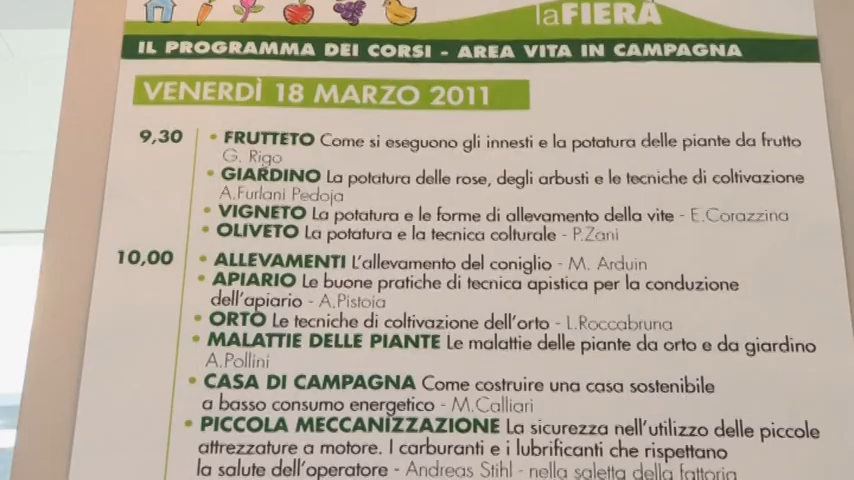 laFIERA
IL PROGRAMMA DEI CORSI - AREA VITA IN CAMPAGNA
VENERDÌ 18 MARZO 2011
9,30 • FRUTTETO Come si eseguono gli innesti e la potatura delle piante da frutto
G. Rigo
• GIARDINO La potatura delle rose, degli arbusti e le tecniche di coltivazione
A.Furlani Pedoja
• VIGNETO La potatura e le forme di allevamento della vite - E.Corazzina
• OLIVETO La potatura e la tecnica colturale - P.Zani
10,00 • ALLEVAMENTI L'allevamento del coniglio - M. Arduin
• APIARIO Le buone pratiche di tecnica apistica per la conduzione
dell'apiario - A.Pistoia
• ORTO Le tecniche di coltivazione dell'orto - L.Roccabruna
• MALATTIE DELLE PIANTE Le malattie delle piante da orto e da giardino
A.Pollini
• CASA DI CAMPAGNA Come costruire una casa sostenibile
a basso consumo energetico - M.Calliari
• PICCOLA MECCANIZZAZIONE La sicurezza nell'utilizzo delle piccole
attrezzature a motore. I carburanti e i lubrificanti che rispettano
la salute dell'operatore - Andreas Stihl - nella saletta della fattoria